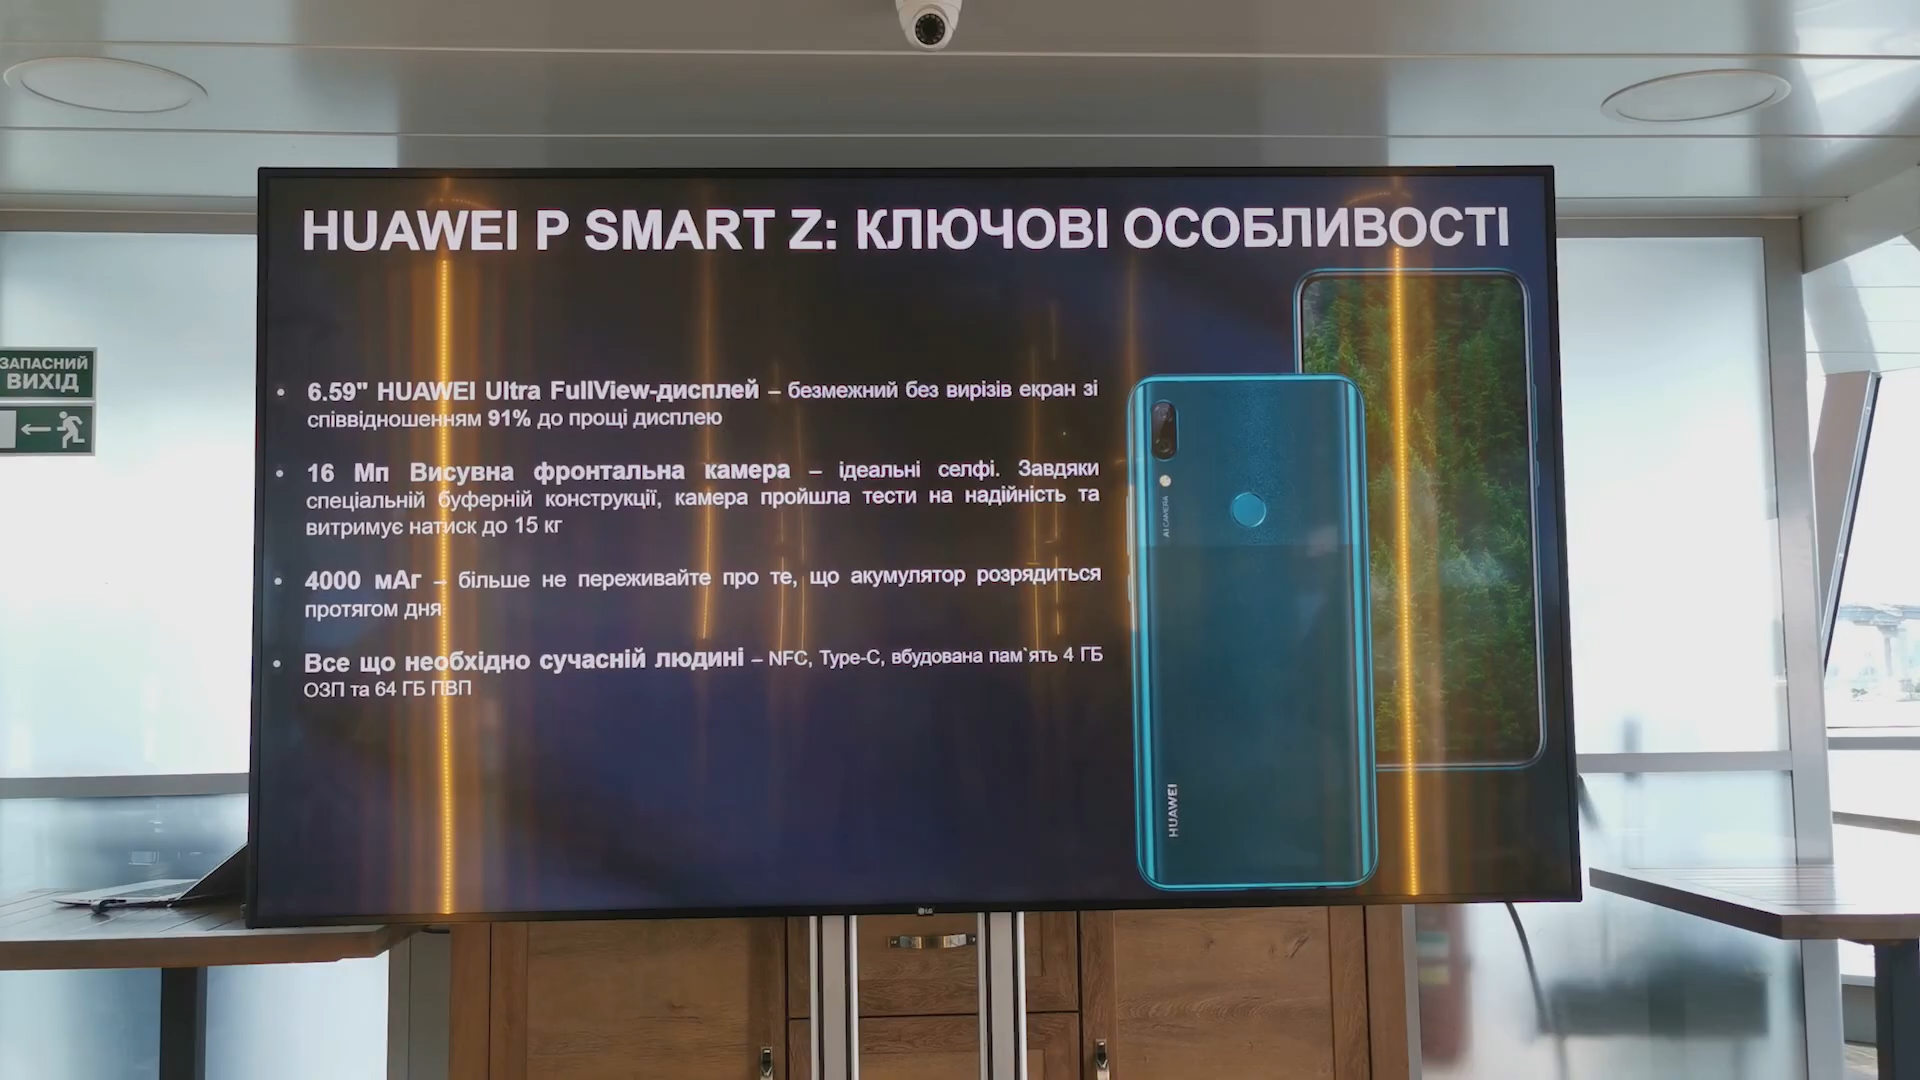 HUAWEI P SMART Z: КЛЮЧОВІ ОСОБЛИВОСТІ
ЗАПАСНИЙ
ВИХІД
• 6.59" HUAWEI Ultra FullView-дисплей – безмежний без вирізів екран зі
співвідношенням 91% до прощі дисплею
• 16 Мп Висувна фронтальна камера – ідеальні селфі. Завдяки
спеціальній буферній конструкції, камера пройшла тести на надійність та
витримує натиск до 15 кг
• 4000 мАг – більше не переживайте про те, що акумулятор розрядиться
протягом дня
• Все що необхідно сучасній людині – NFC, Type-C, вбудована пам`ять 4 ГБ
ОЗП та 64 ГБ ПВП
AI CAMERA
HUAWEI
LG